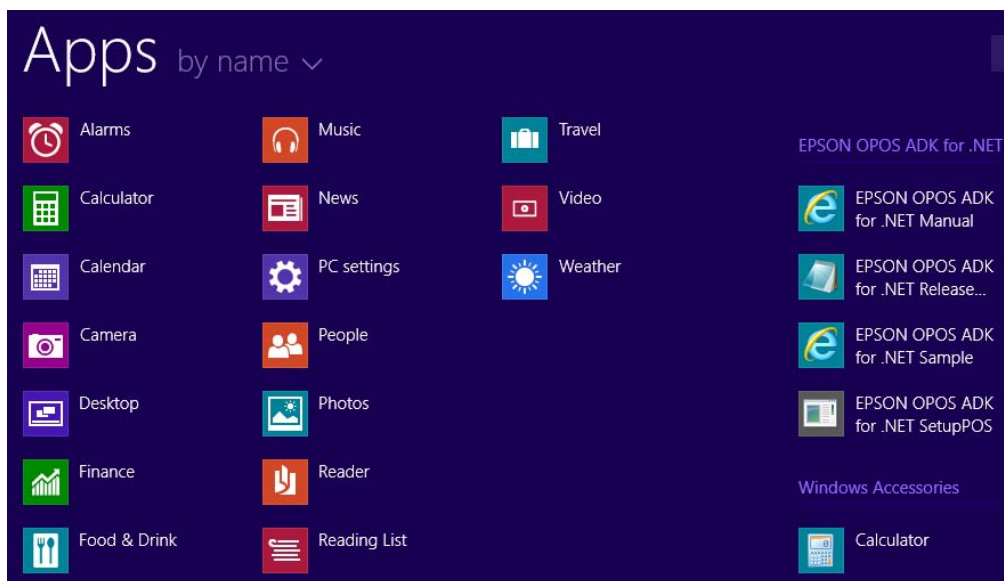 Apps by name
Alarms
Calculator
Calendar
Camera
Desktop
Finance
Food & Drink
Music
News
PC settings
People
Photos
Reader
Reading List
Travel
Video
Weather
EPSON OPOS ADK for .NET
EPSON OPOS ADK
for .NET Manual
EPSON OPOS ADK
for .NET Release...
EPSON OPOS ADK
for .NET Sample
EPSON OPOS ADK
for .NET SetupPOS
Windows Accessories
Calculator